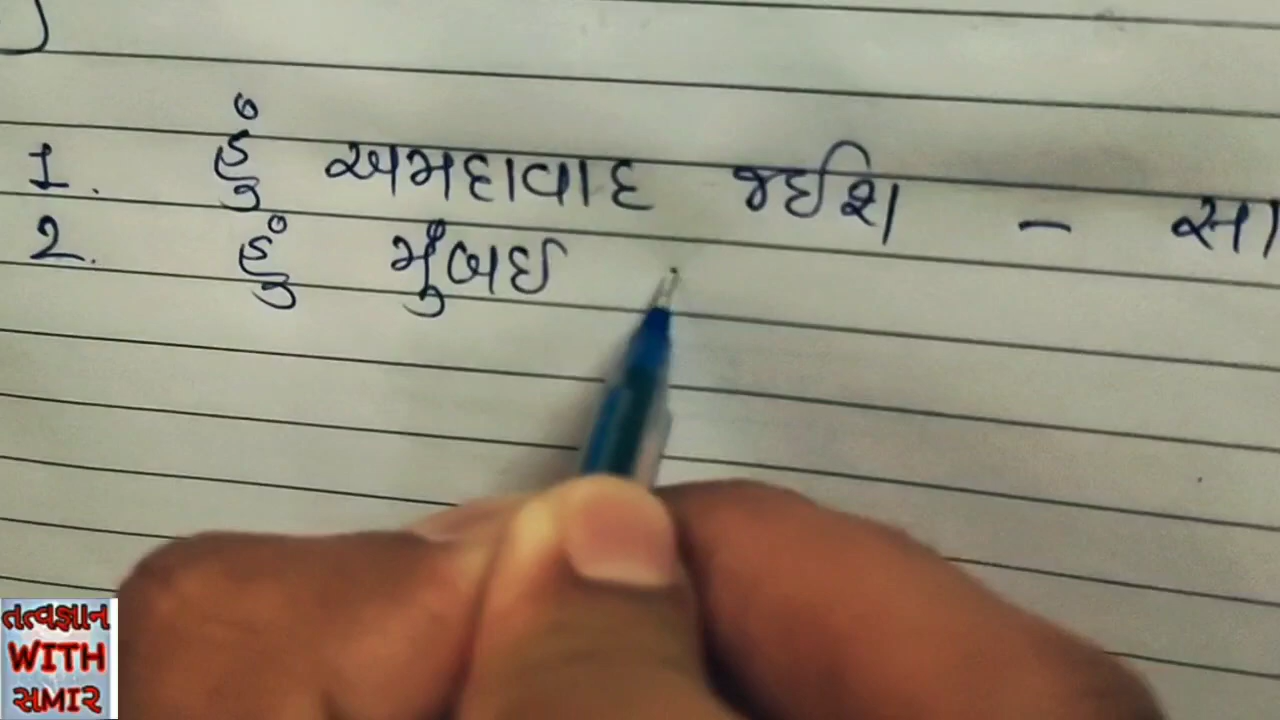 1. હું અમદાવાદ જઈશ - સા
2. હું મુંબઈ
તત્વજ્ઞાન
WITH
સમીર